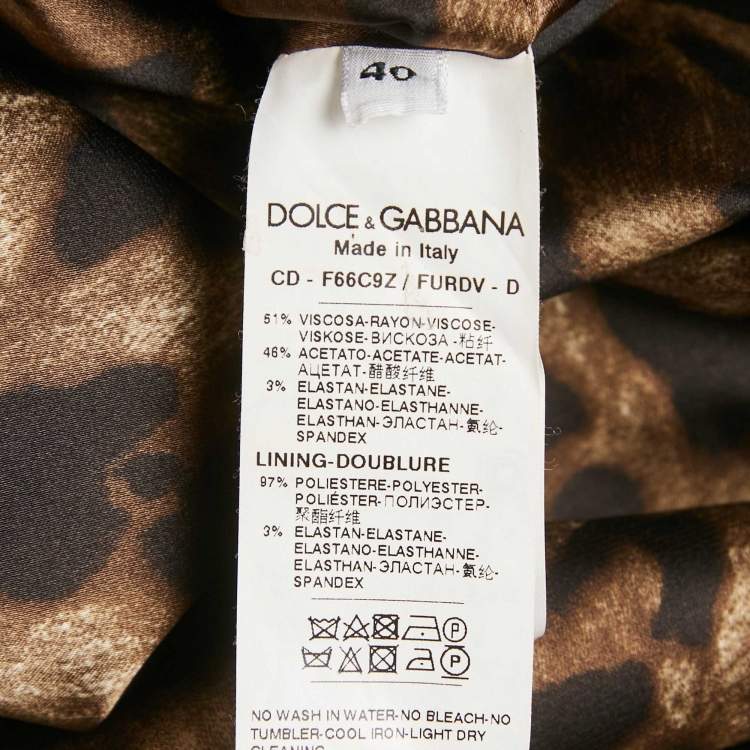 40
DOLCE & GABBANA
Made in Italy
CD - F66C9Z / FURDV - D
51% VISCOSA-RAYON-VISCOSE-
VISKOSE-ВИСКОЗА-粘纤
46% ACETATO-ACETATE-ACETAT-
АЦЕТАТ-醋酸纤维
3% ELASTAN-ELASTANE-
ELASTANO-ELASTHANNE-
ELASTHAN-ЭЛАСТАН-氨纶-
SPANDEX
LINING-DOUBLURE
97% POLIESTERE-POLYESTER-
POLIÉSTER-ПОЛИЭСТЕР-
聚酯纤维
3% ELASTAN-ELASTANE-
ELASTANO-ELASTHANNE-
ELASTHAN-ЭЛАСТАН-氨纶-
SPANDEX
P
P
NO WASH IN WATER-NO BLEACH-NO
TUMBLER-COOL IRON-LIGHT DRY
CLEANING